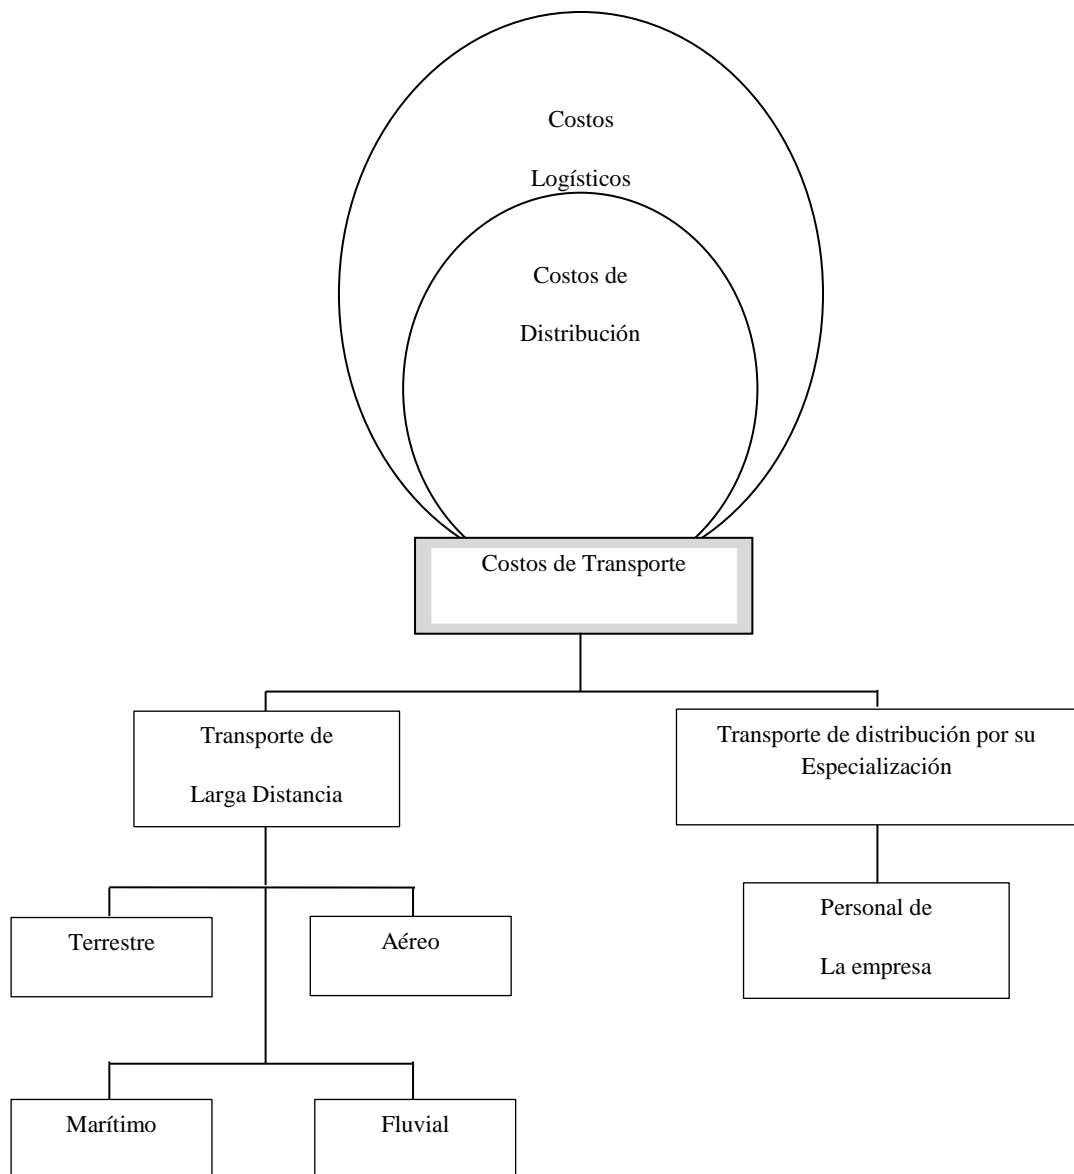 Costos
Logísticos
Costos de
Distribución
Costos de Transporte
Transporte de
Larga Distancia
Transporte de distribución por su
Especialización
Personal de
La empresa
Terrestre
Aéreo
Marítimo
Fluvial